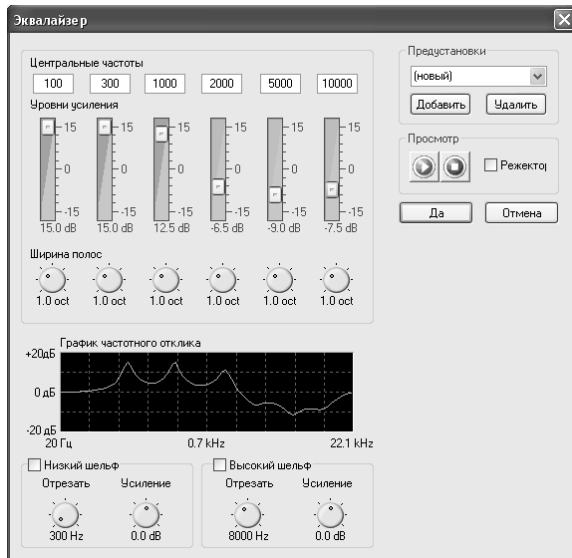 Эквалайзер
Центральные частоты
100 300 1000 2000 5000 10000
Уровни усиления
15 15 15 15 15 15
0 0 0 0 0 0
-15 -15 -15 -15 -15 -15
15.0 dB 15.0 dB 12.5 dB -6.5 dB -9.0 dB -7.5 dB
Ширина полос
1.0 oct 1.0 oct 1.0 oct 1.0 oct 1.0 oct 1.0 oct
График частотного отклика
+20дБ
0 дБ
-20 дБ
20 Гц 0.7 kHz 22.1 kHz
Низкий шельф
Отрезать Усиление
300 Hz 0.0 dB
Высокий шельф
Отрезать Усиление
8000 Hz 0.0 dB
Предустановки
(новый)
Добавить Удалить
Просмотр
Режектор
Да Отмена